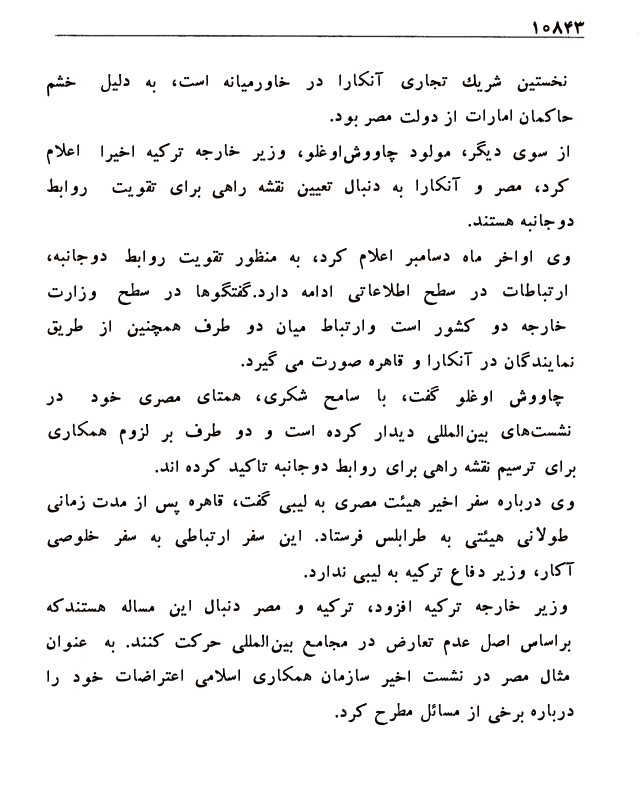 ۱۰۸۴۳
نخستین شریك تجاری آنکارا در خاورمیانه است، به دلیل خشم
حاکمان امارات از دولت مصر بود.
از سوی دیگر، مولود چاووش‌اوغلو، وزیر خارجه ترکیه اخیرا اعلام
کرد، مصر و آنکارا به دنبال تعیین نقشه راهی برای تقویت روابط
دوجانبه هستند.
وی اواخر ماه دسامبر اعلام کرد، به منظور تقویت روابط دوجانبه،
ارتباطات در سطح اطلاعاتی ادامه دارد.گفتگوها در سطح وزارت
خارجه دو کشور است وارتباط میان دو طرف همچنین از طریق
نمایندگان در آنکارا و قاهره صورت می گیرد.
چاووش اوغلو گفت، با سامح شکری، همتای مصری خود در
نشست‌های بین‌المللی دیدار کرده است و دو طرف بر لزوم همکاری
برای ترسیم نقشه راهی برای روابط دوجانبه تاکید کرده اند.
وی درباره سفر اخیر هیئت مصری به لیبی گفت، قاهره پس از مدت زمانی
طولانی هیئتی به طرابلس فرستاد. این سفر ارتباطی به سفر خلوصی
آکار، وزیر دفاع ترکیه به لیبی ندارد.
وزیر خارجه ترکیه افزود، ترکیه و مصر دنبال این مساله هستندکه
براساس اصل عدم تعارض در مجامع بین‌المللی حرکت کنند. به عنوان
مثال مصر در نشست اخیر سازمان همکاری اسلامی اعتراضات خود را
درباره برخی از مسائل مطرح کرد.